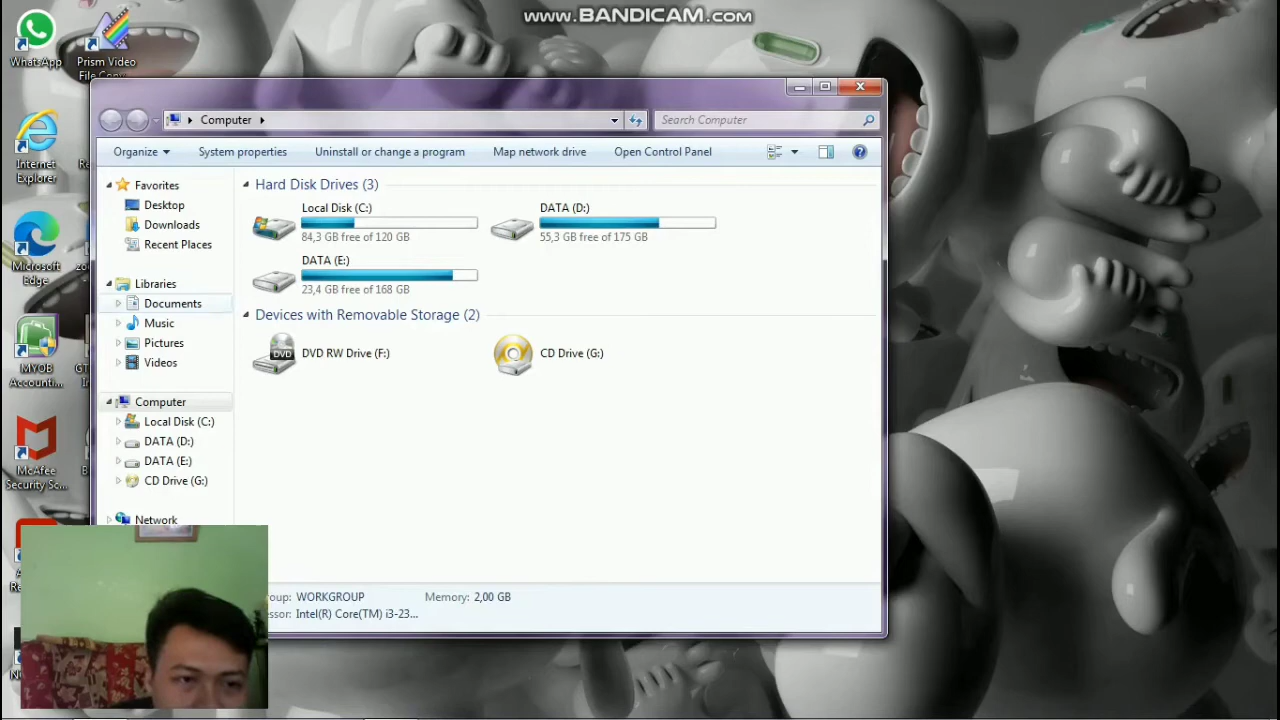 www.BANDICAM.com
WhatsApp
Prism Video
File Conv...
Internet
Explorer
Microsoft
Edge
MYOB
Accounti...
McAfee
Security Sc...
Computer
Search Computer
Organize
System properties
Uninstall or change a program
Map network drive
Open Control Panel
Favorites
Desktop
Downloads
Recent Places
Libraries
Documents
Music
Pictures
Videos
Computer
Local Disk (C:)
DATA (D:)
DATA (E:)
CD Drive (G:)
Network
Hard Disk Drives (3)
Local Disk (C:)
84,3 GB free of 120 GB
DATA (D:)
55,3 GB free of 175 GB
DATA (E:)
23,4 GB free of 168 GB
Devices with Removable Storage (2)
DVD
DVD RW Drive (F:)
CD Drive (G:)
WORKGROUP
Memory: 2,00 GB
Intel(R) Core(TM) i3-23...